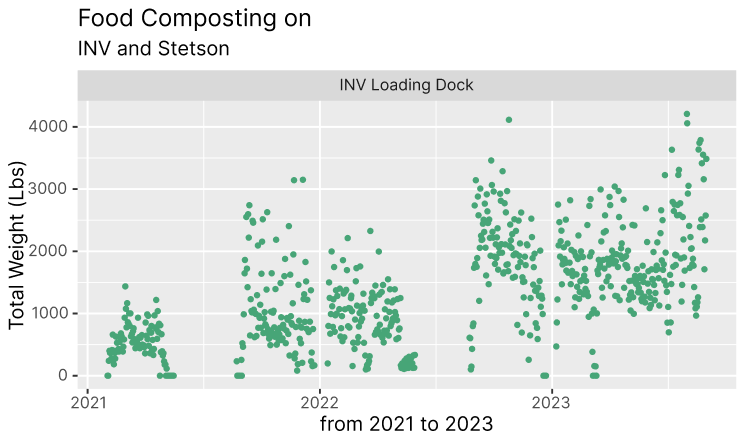 Food Composting on
INV and Stetson
INV Loading Dock
Total Weight (Lbs)
4000
3000
2000
1000
0
2021
2022
2023
from 2021 to 2023